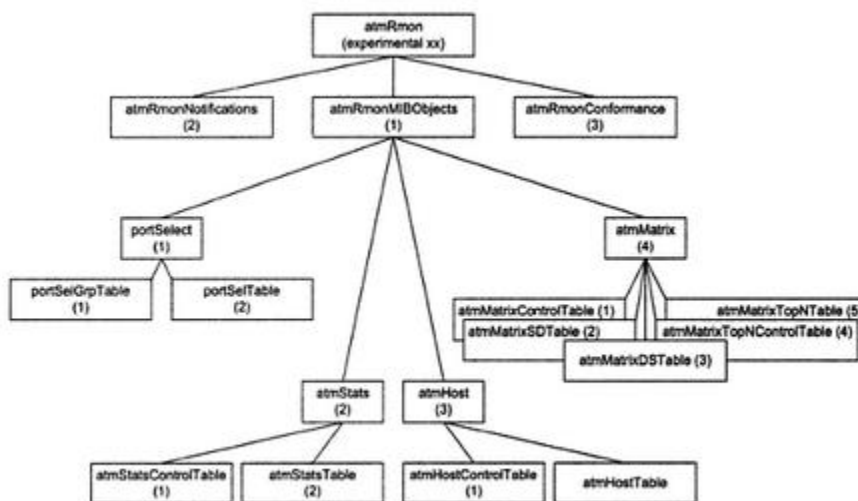 atmRmon
(experimental xx)
atmRmonNotifications
(2)
atmRmonMIBObjects
(1)
atmRmonConformance
(3)
portSelect
(1)
atmMatrix
(4)
portSelGrpTable
(1)
portSelTable
(2)
atmMatrixControlTable (1)
atmMatrixTopNTable (5
atmMatrixSDTable (2)
atmMatrixTopNControlTable (4)
atmMatrixDSTable (3)
atmStats
(2)
atmHost
(3)
atmStatsControlTable
(1)
atmStatsTable
(2)
atmHostControlTable
(1)
atmHostTable